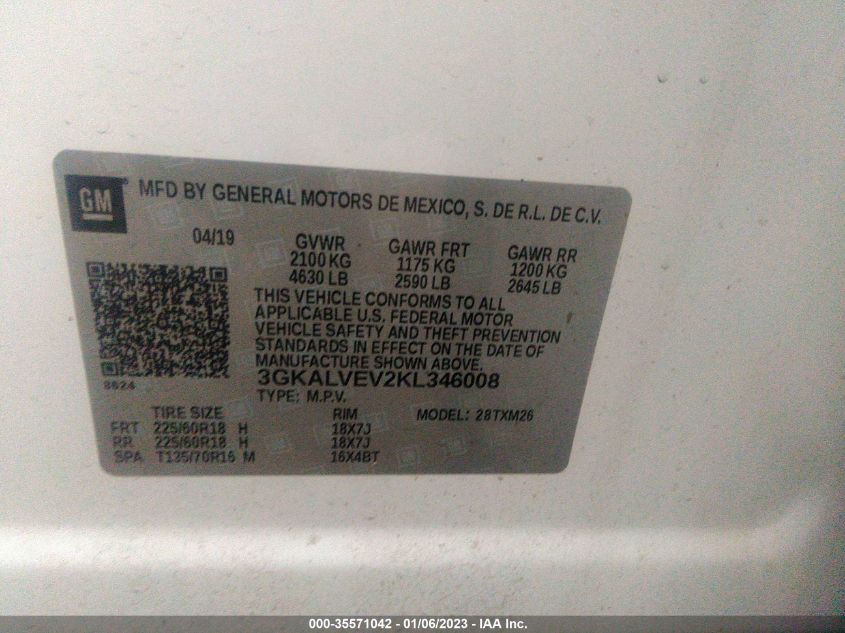 GM
MFD BY GENERAL MOTORS DE MEXICO, S. DE R.L. DE C.V.
04/19 GVWR GAWR FRT GAWR RR
2100 KG 1175 KG 1200 KG
4630 LB 2590 LB 2645 LB
THIS VEHICLE CONFORMS TO ALL
APPLICABLE U.S. FEDERAL MOTOR
VEHICLE SAFETY AND THEFT PREVENTION
STANDARDS IN EFFECT ON THE DATE OF
MANUFACTURE SHOWN ABOVE.
8624 3GKALVEV2KL346008
TYPE: M.P.V.
TIRE SIZE RIM MODEL: 28TXM26
FRT 225/60R18 H 18X7J
RR 225/60R18 H 18X7J
SPA T135/70R16 M 16X4BT
000-35571042 - 01/06/2023 - IAA Inc.